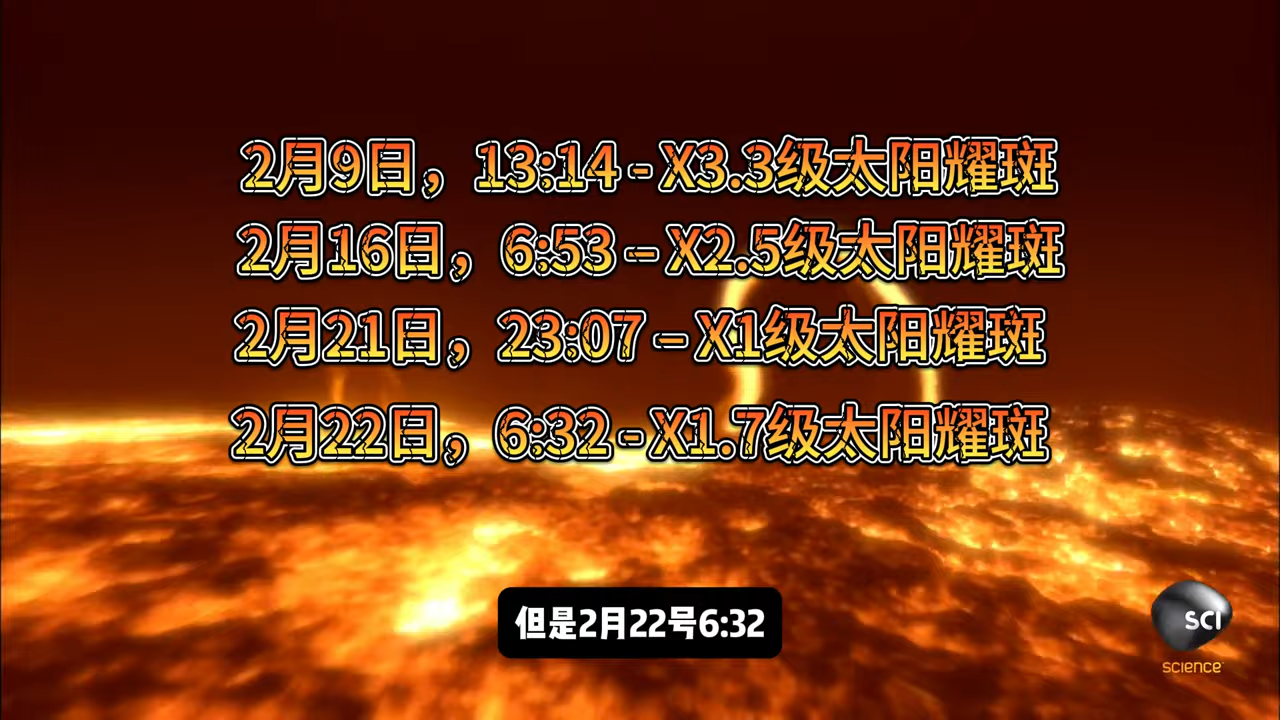 2月9日，13:14 - X3.3级太阳耀斑
2月16日，6:53 – X2.5级太阳耀斑
2月21日，23:07 – X1级太阳耀斑
2月22日，6:32 - X1.7级太阳耀斑
但是2月22号6:32
SCI
science